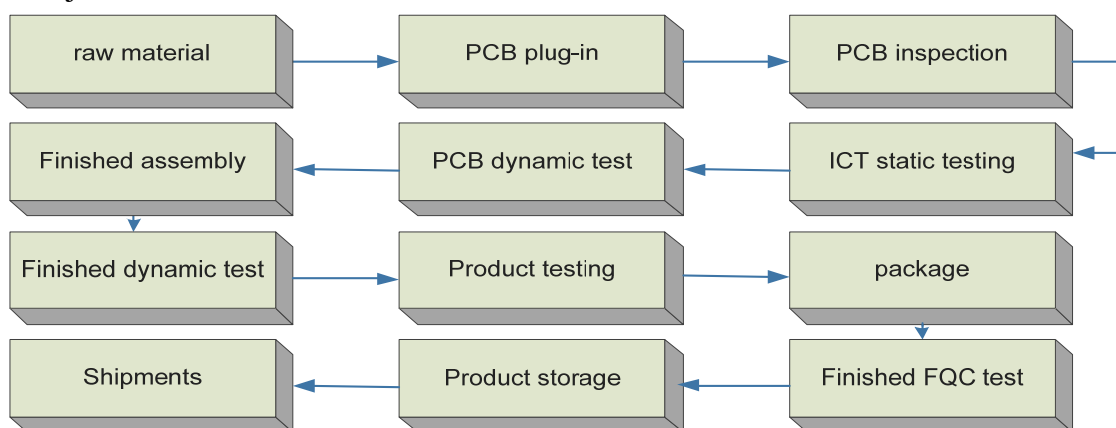 raw material
PCB plug-in
PCB inspection
Finished assembly
PCB dynamic test
ICT static testing
Finished dynamic test
Product testing
package
Shipments
Product storage
Finished FQC test